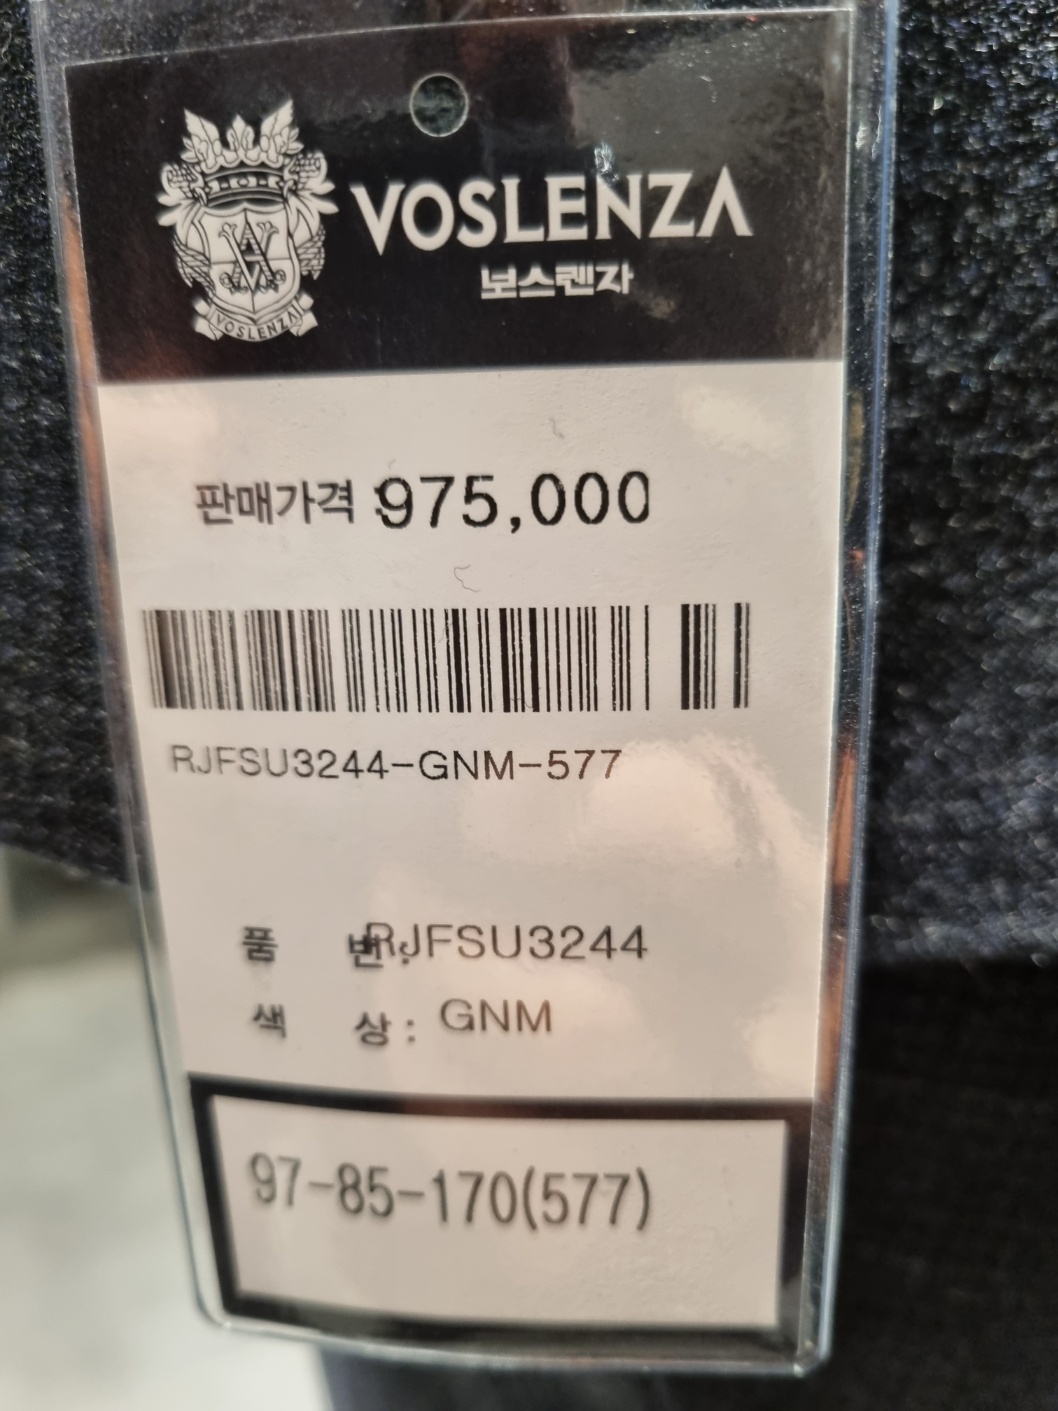 VOSLENZA
보스렌자
VOSLENZA
판매가격 975,000
RJFSU3244-GNM-577
품 번: RJFSU3244
색 상: GNM
97-85-170(577)